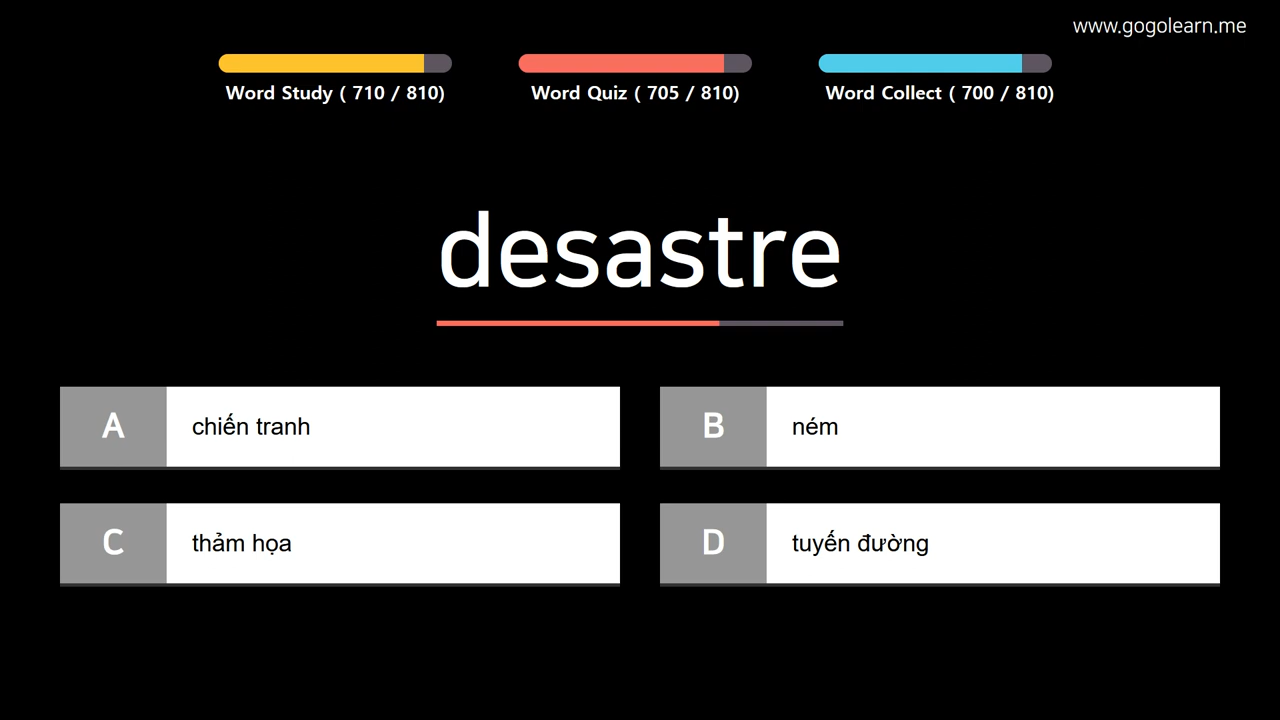 www.gogolearn.me
Word Study ( 710 / 810)
Word Quiz ( 705 / 810)
Word Collect ( 700 / 810)
desastre
A
chiến tranh
B
ném
C
thảm họa
D
tuyến đường